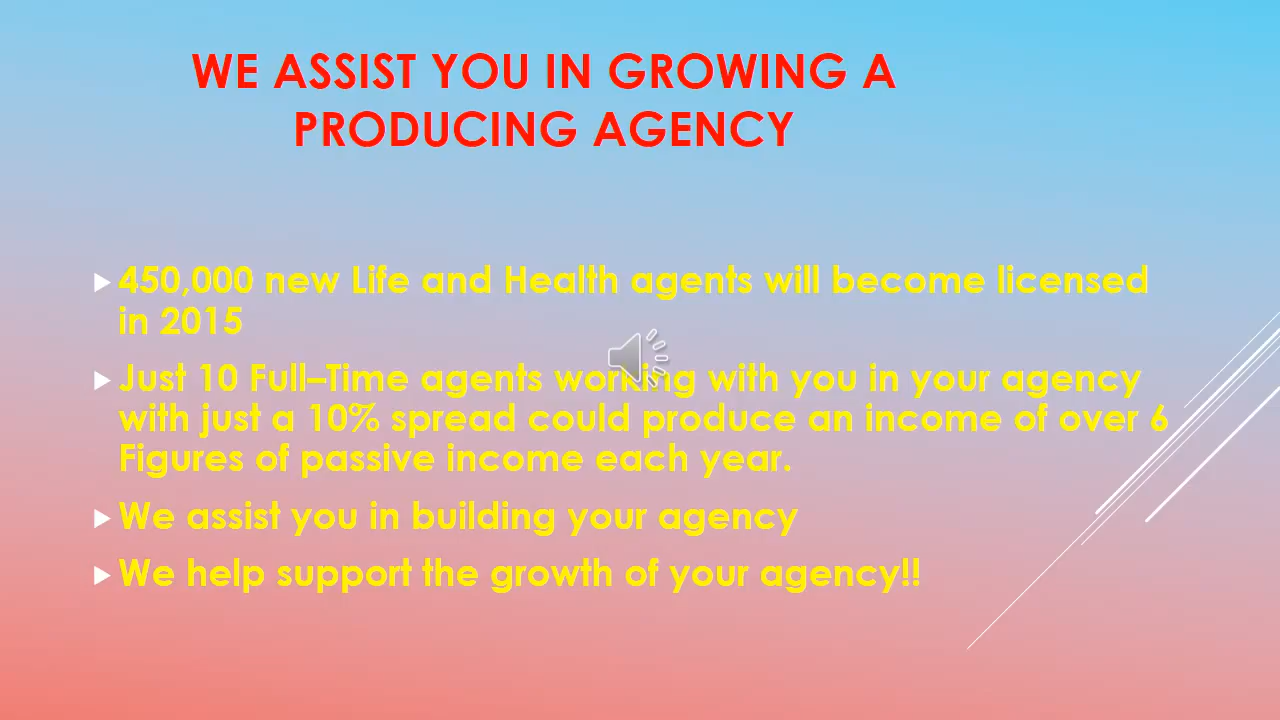 WE ASSIST YOU IN GROWING A
PRODUCING AGENCY
450,000 new Life and Health agents will become licensed
in 2015
Just 10 Full–Time agents working with you in your agency
with just a 10% spread could produce an income of over 6
Figures of passive income each year.
We assist you in building your agency
We help support the growth of your agency!!